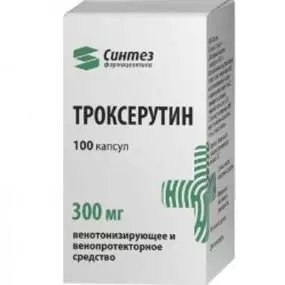 Синтез
фармацевтика
ТРОКСЕРУТИН
100 капсул
300 мг
венотонизирующее и
венопротекторное
средство